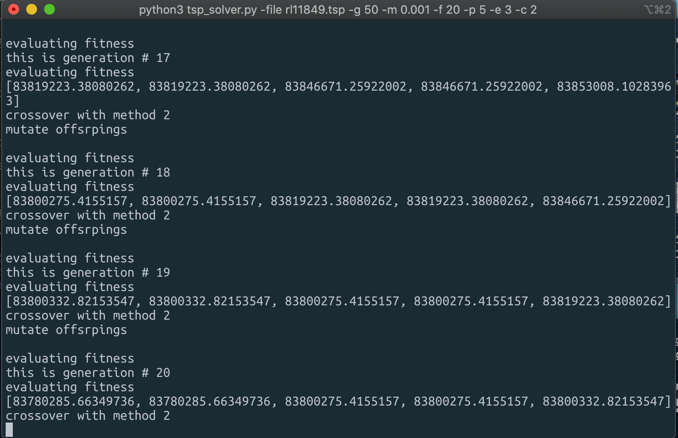 python3 tsp_solver.py -file rl11849.tsp -g 50 -m 0.001 -f 20 -p 5 -e 3 -c 2
⌥⌘2
evaluating fitness
this is generation # 17
evaluating fitness
[83819223.38080262, 83819223.38080262, 83846671.25922002, 83846671.25922002, 83853008.1028396
3]
crossover with method 2
mutate offsrpings
evaluating fitness
this is generation # 18
evaluating fitness
[83800275.4155157, 83800275.4155157, 83819223.38080262, 83819223.38080262, 83846671.25922002]
crossover with method 2
mutate offsrpings
evaluating fitness
this is generation # 19
evaluating fitness
[83800332.82153547, 83800332.82153547, 83800275.4155157, 83800275.4155157, 83819223.38080262]
crossover with method 2
mutate offsrpings
evaluating fitness
this is generation # 20
evaluating fitness
[83780285.66349736, 83780285.66349736, 83800275.4155157, 83800275.4155157, 83800332.82153547]
crossover with method 2